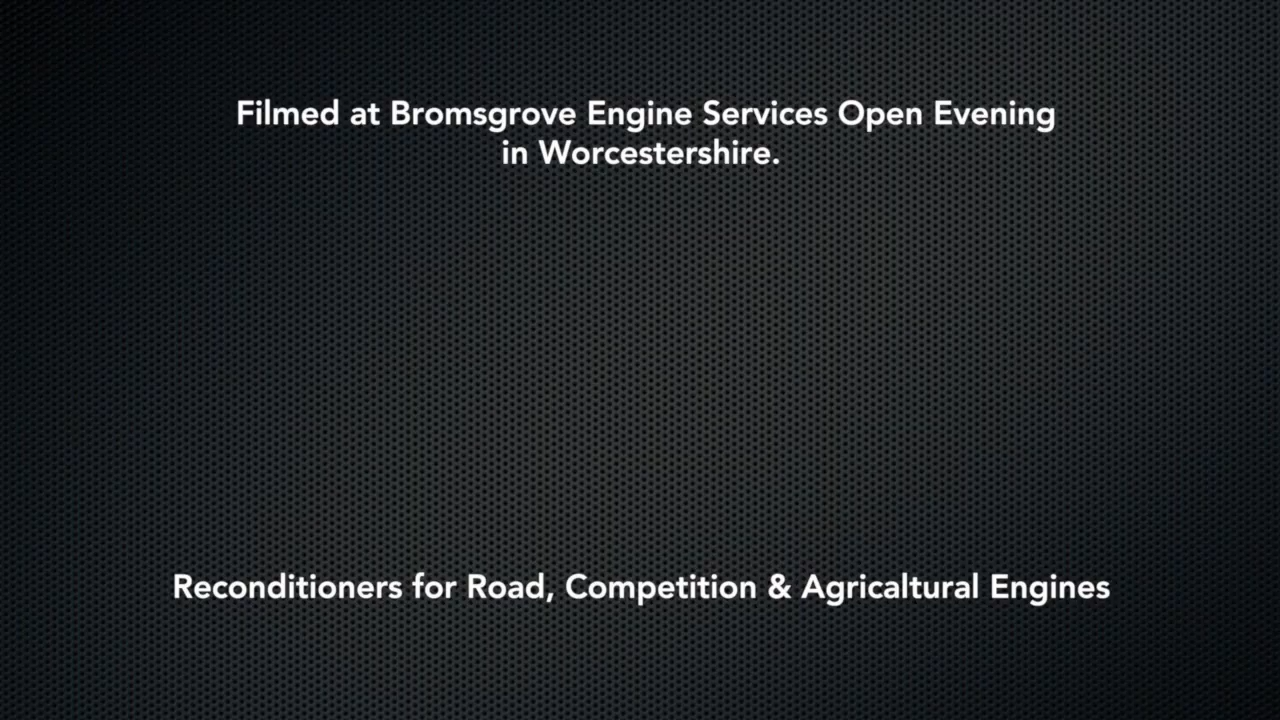 Filmed at Bromsgrove Engine Services Open Evening
in Worcestershire.
Reconditioners for Road, Competition & Agricaltural Engines